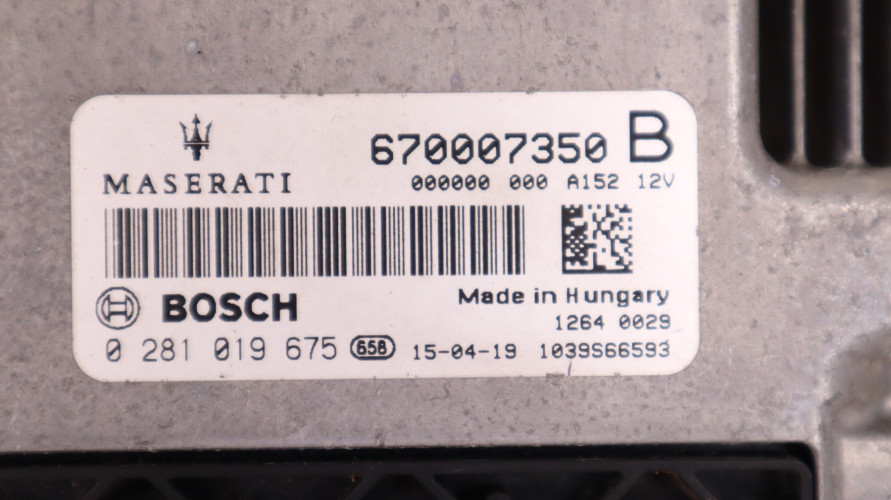 670007350 B
MASERATI
000000 000 A152 12V
BOSCH
Made in Hungary
1264 0029
0 281 019 675 658 15-04-19 1039S66593